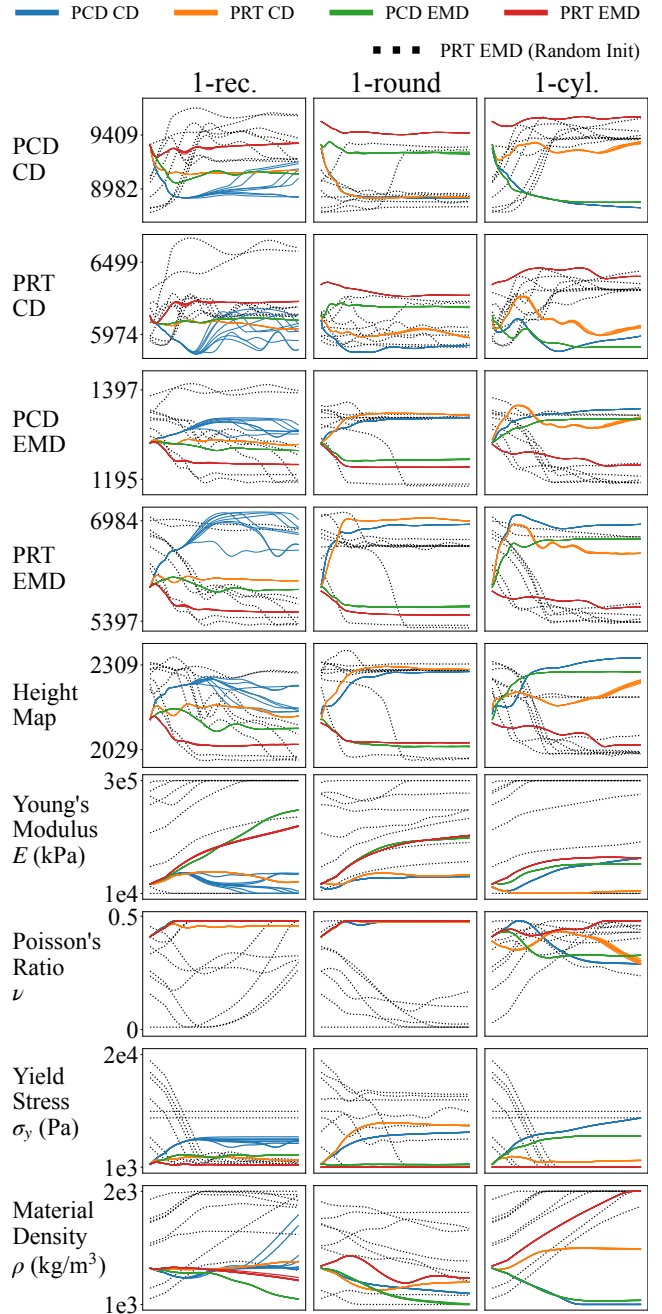 PCD CD PRT CD PCD EMD PRT EMD
PRT EMD (Random Init)
1-rec. 1-round 1-cyl.
PCD
CD
9409
8982
PRT
CD
6499
5974
PCD
EMD
1397
1195
PRT
EMD
6984
5397
Height
Map
2309
2029
Young's
Modulus
E (kPa)
3e5
1e4
Poisson's
Ratio
ν
0.5
0
Yield
Stress
σy (Pa)
2e4
1e3
Material
Density
ρ (kg/m³)
2e3
1e3